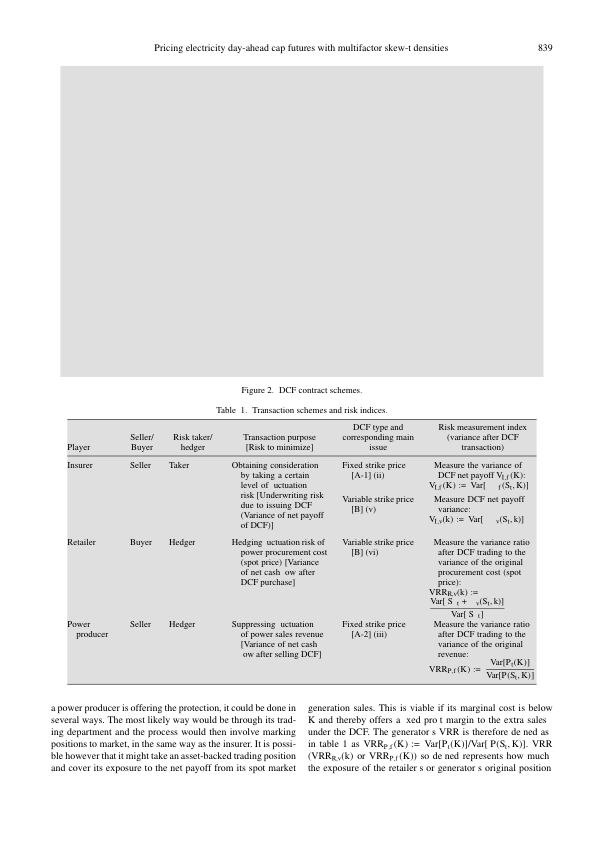 Pricing electricity day-ahead cap futures with multifactor skew-t densities 839
Figure 2. DCF contract schemes.
Table 1. Transaction schemes and risk indices.
Player
Seller/
Buyer
Risk taker/
hedger
Transaction purpose
[Risk to minimize]
DCF type and
corresponding main
issue
Risk measurement index
(variance after DCF
transaction)
Insurer
Seller
Taker
Obtaining consideration
by taking a certain
level of uctuation
risk [Underwriting risk
due to issuing DCF
(Variance of net payoff
of DCF)]
Fixed strike price
[A-1] (ii)
Measure the variance of
DCF net payoff V_{I,f}(K):
V_{I,f}(K) := Var[ _f(S_t, K)]
Variable strike price
[B] (v)
Measure DCF net payoff
variance:
V_{I,v}(k) := Var[ _v(S_t, k)]
Retailer
Buyer
Hedger
Hedging uctuation risk of
power procurement cost
(spot price) [Variance
of net cash ow after
DCF purchase]
Variable strike price
[B] (vi)
Measure the variance ratio
after DCF trading to the
variance of the original
procurement cost (spot
price):
VRR_{R,v}(k) :=
Var[ S_t + _v(S_t, k)]
Var[ S_t]
Power
producer
Seller
Hedger
Suppressing uctuation
of power sales revenue
[Variance of net cash
ow after selling DCF]
Fixed strike price
[A-2] (iii)
Measure the variance ratio
after DCF trading to the
variance of the original
revenue:
VRR_{P,f}(K) := Var[P_t(K)]
Var[P(S_t, K)]
a power producer is offering the protection, it could be done in
several ways. The most likely way would be through its trad-
ing department and the process would then involve marking
positions to market, in the same way as the insurer. It is possi-
ble however that it might take an asset-backed trading position
and cover its exposure to the net payoff from its spot market
generation sales. This is viable if its marginal cost is below
K and thereby offers a xed pro t margin to the extra sales
under the DCF. The generator s VRR is therefore de ned as
in table 1 as VRR_{P,f}(K) := Var[P_t(K)]/Var[ P(S_t, K)]. VRR
(VRR_{R,v}(k) or VRR_{P,f}(K)) so de ned represents how much
the exposure of the retailer s or generator s original position